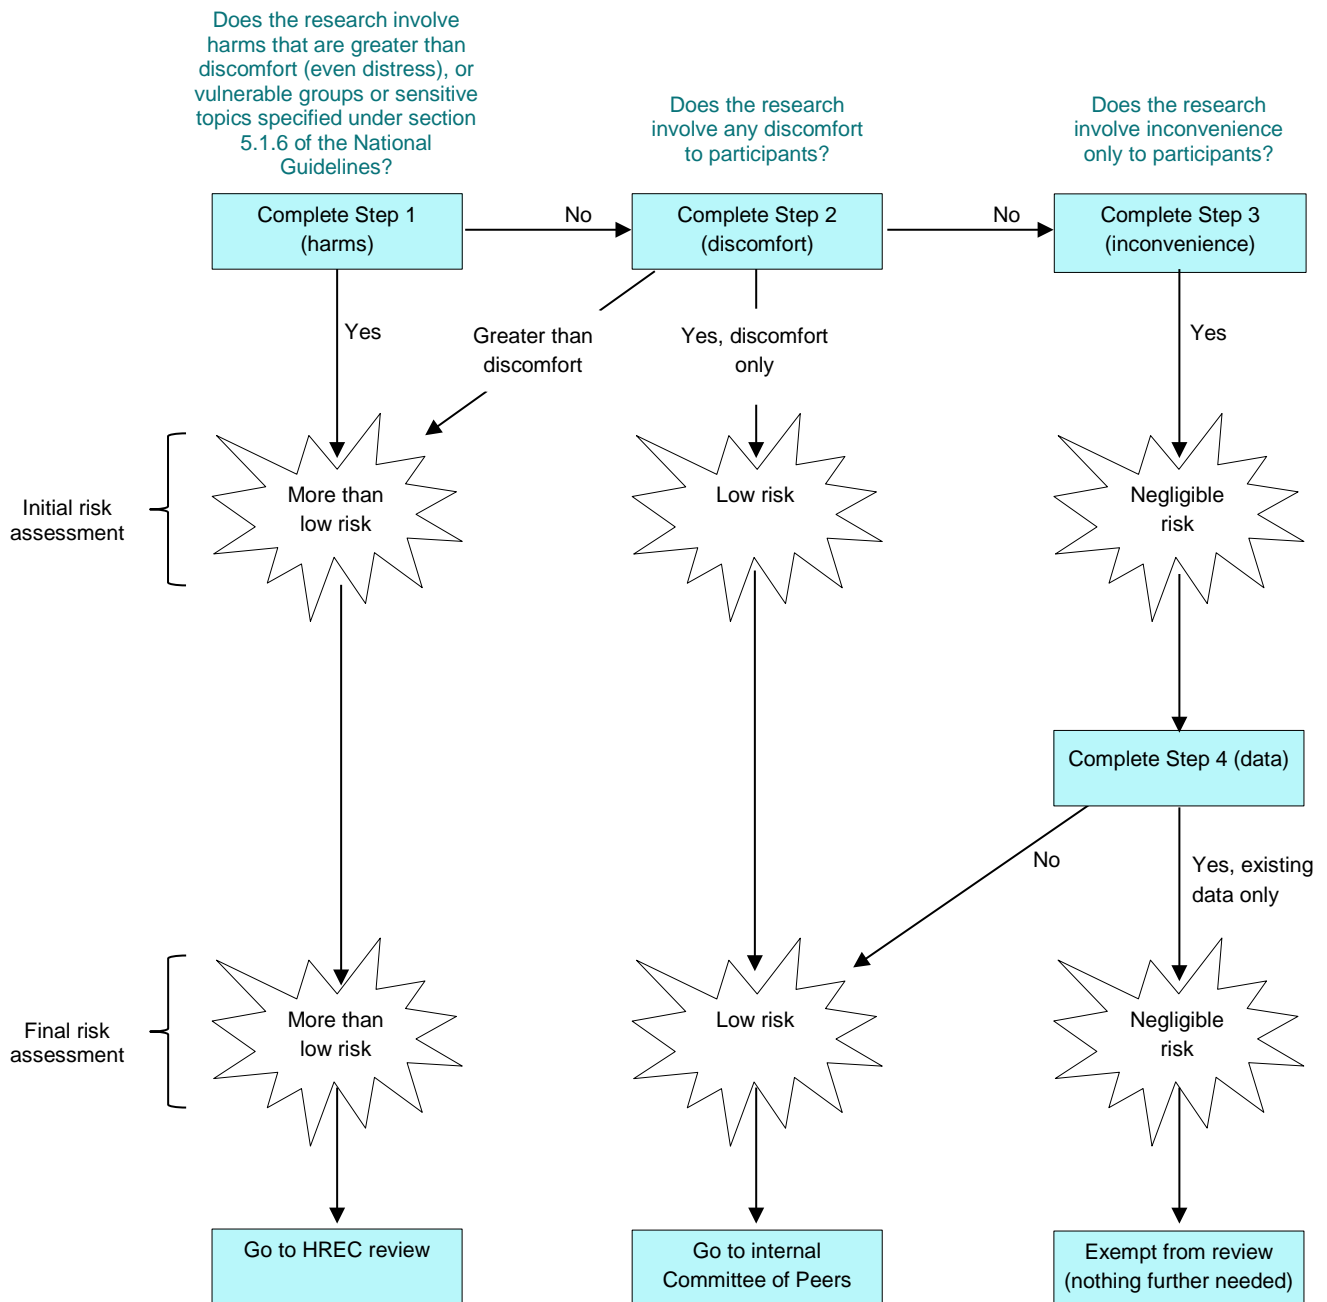 Does the research involve
harms that are greater than
discomfort (even distress), or
vulnerable groups or sensitive
topics specified under section
5.1.6 of the National
Guidelines?
Does the research
involve any discomfort
to participants?
Does the research
involve inconvenience
only to participants?
Complete Step 1
(harms)
No
Complete Step 2
(discomfort)
No
Complete Step 3
(inconvenience)
Yes
Greater than
discomfort
Yes, discomfort
only
Yes
Initial risk
assessment
More than
low risk
Low risk
Negligible
risk
Complete Step 4 (data)
No
Yes, existing
data only
Final risk
assessment
More than
low risk
Low risk
Negligible
risk
Go to HREC review
Go to internal
Committee of Peers
Exempt from review
(nothing further needed)